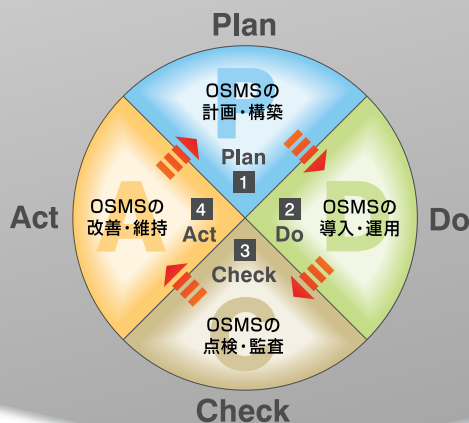 Plan
P
OSMSの
計画・構築
Plan
1
Act
A
OSMSの
改善・維持
4
Act
2
Do
D
OSMSの
導入・運用
Do
3
Check
C
OSMSの
点検・監査
Check